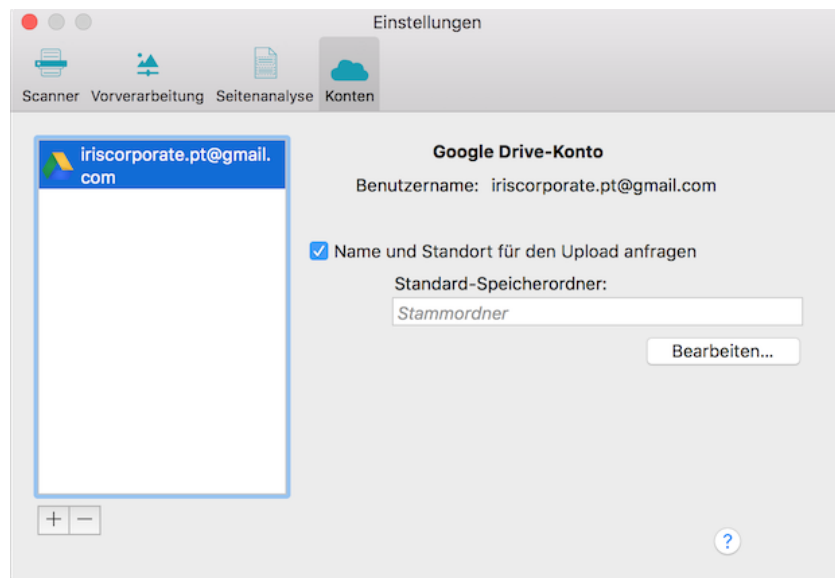 Einstellungen
Scanner Vorverarbeitung Seitenanalyse Konten
iriscorporate.pt@gmail.
com
Google Drive-Konto
Benutzername: iriscorporate.pt@gmail.com
Name und Standort für den Upload anfragen
Standard-Speicherordner:
Stammordner
Bearbeiten...
+ −
?